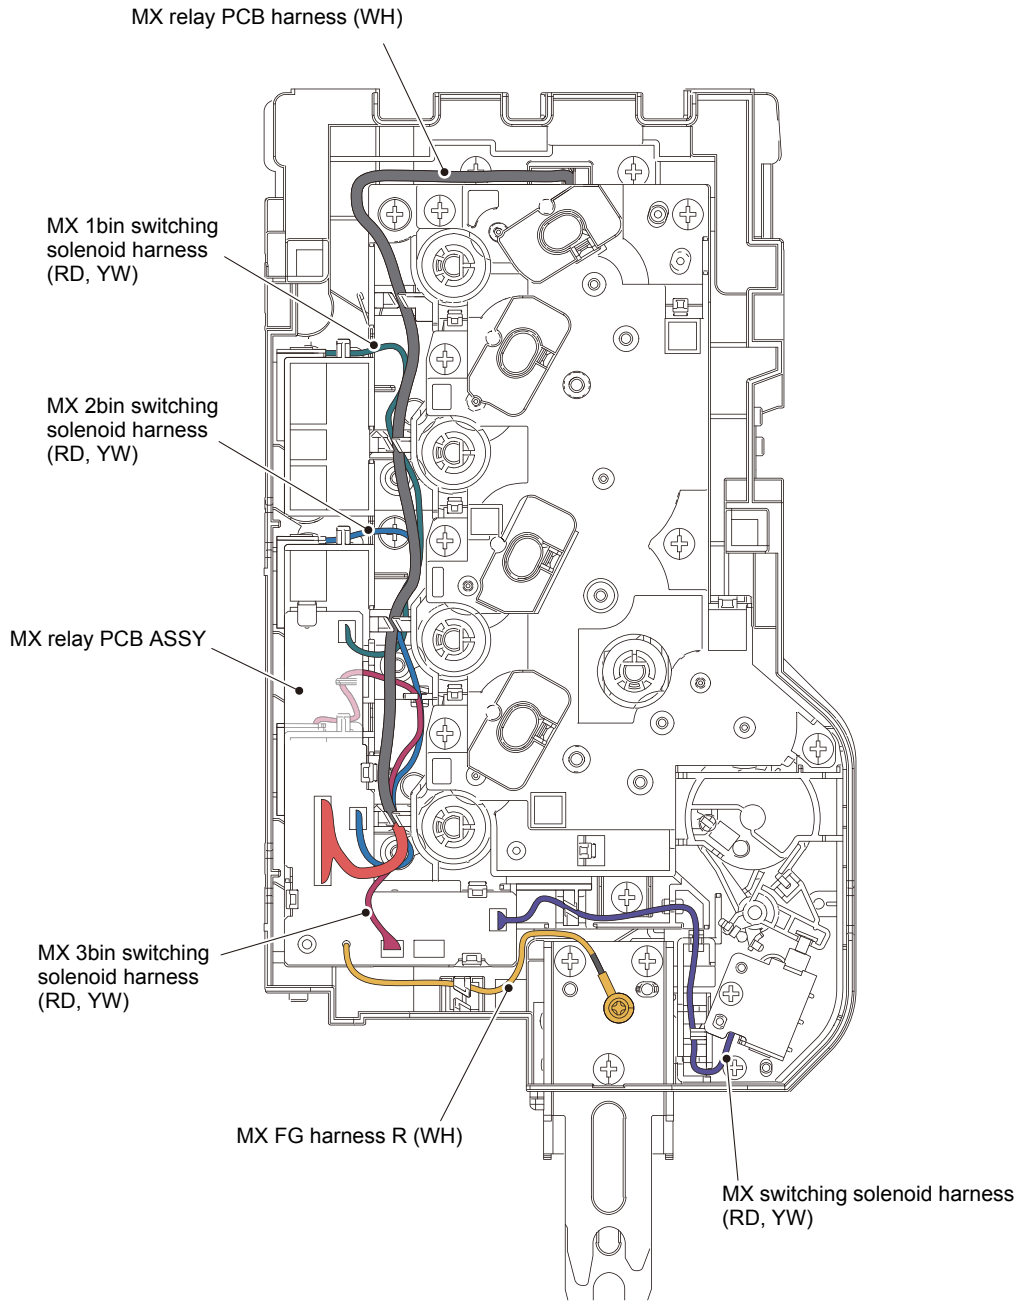 MX relay PCB harness (WH)
MX 1bin switching
solenoid harness
(RD, YW)
MX 2bin switching
solenoid harness
(RD, YW)
MX relay PCB ASSY
MX 3bin switching
solenoid harness
(RD, YW)
MX FG harness R (WH)
MX switching solenoid harness
(RD, YW)